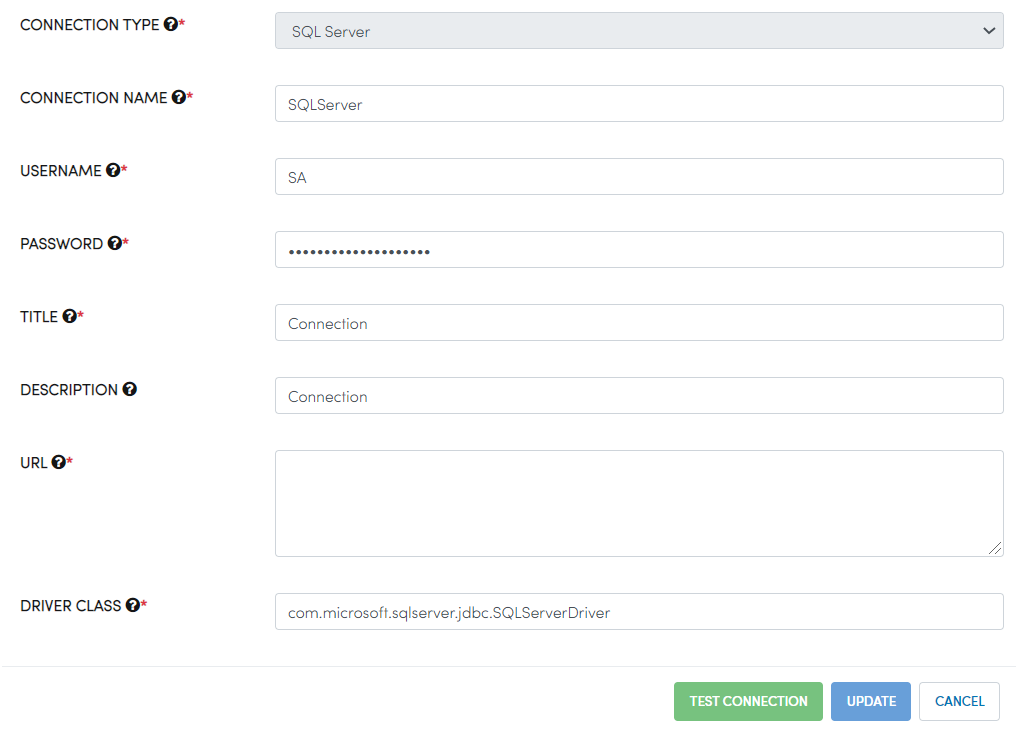 CONNECTION TYPE ?*
SQL Server
CONNECTION NAME ?*
SQLServer
USERNAME ?*
SA
PASSWORD ?*
••••••••••••••••••••
TITLE ?*
Connection
DESCRIPTION ?
Connection
URL ?*
DRIVER CLASS ?*
com.microsoft.sqlserver.jdbc.SQLServerDriver
TEST CONNECTION UPDATE CANCEL